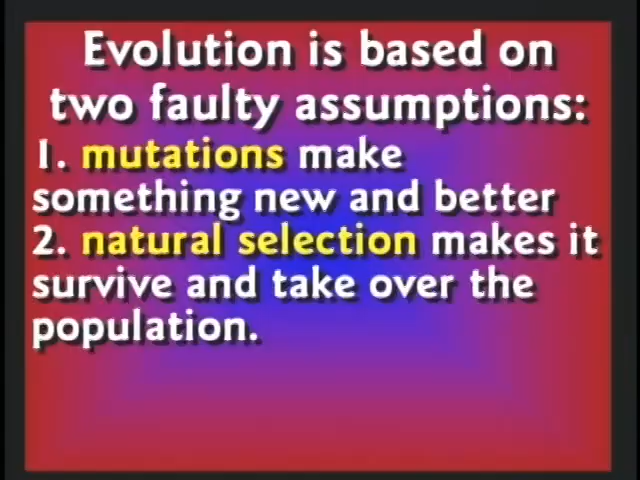 Evolution is based on
two faulty assumptions:
1. mutations make
something new and better
2. natural selection makes it
survive and take over the
population.